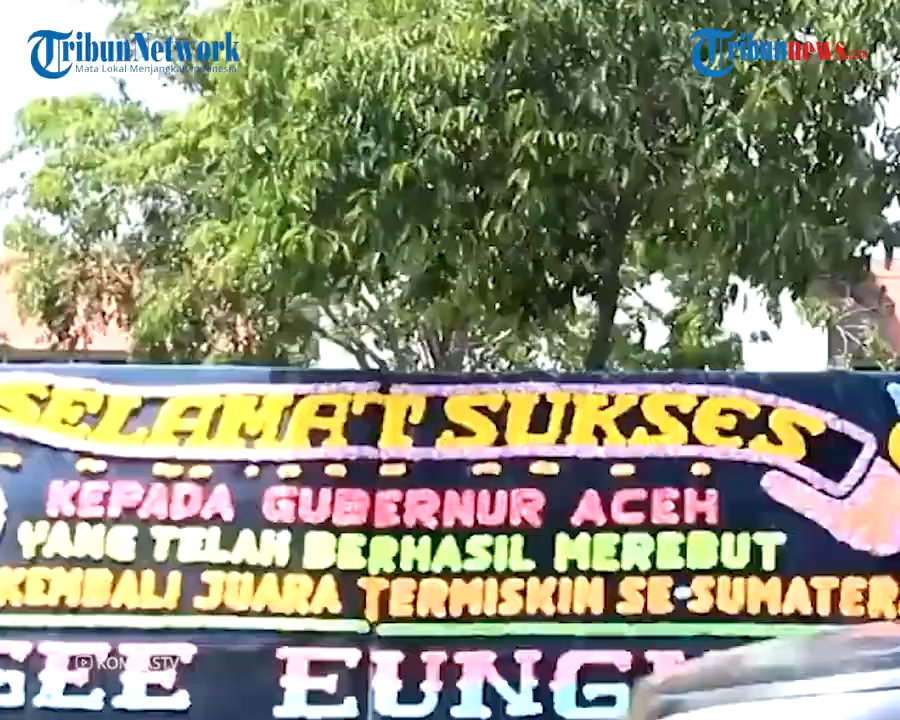 TribunNetwork
Mata Lokal Menjangkau Indonesia
Tribunnews.com
SELAMAT SUKSES
KEPADA GUBERNUR ACEH
YANG TELAH BERHASIL MEREBUT
KEMBALI JUARA TERMISKIN SE-SUMATERA
KOMPASTV